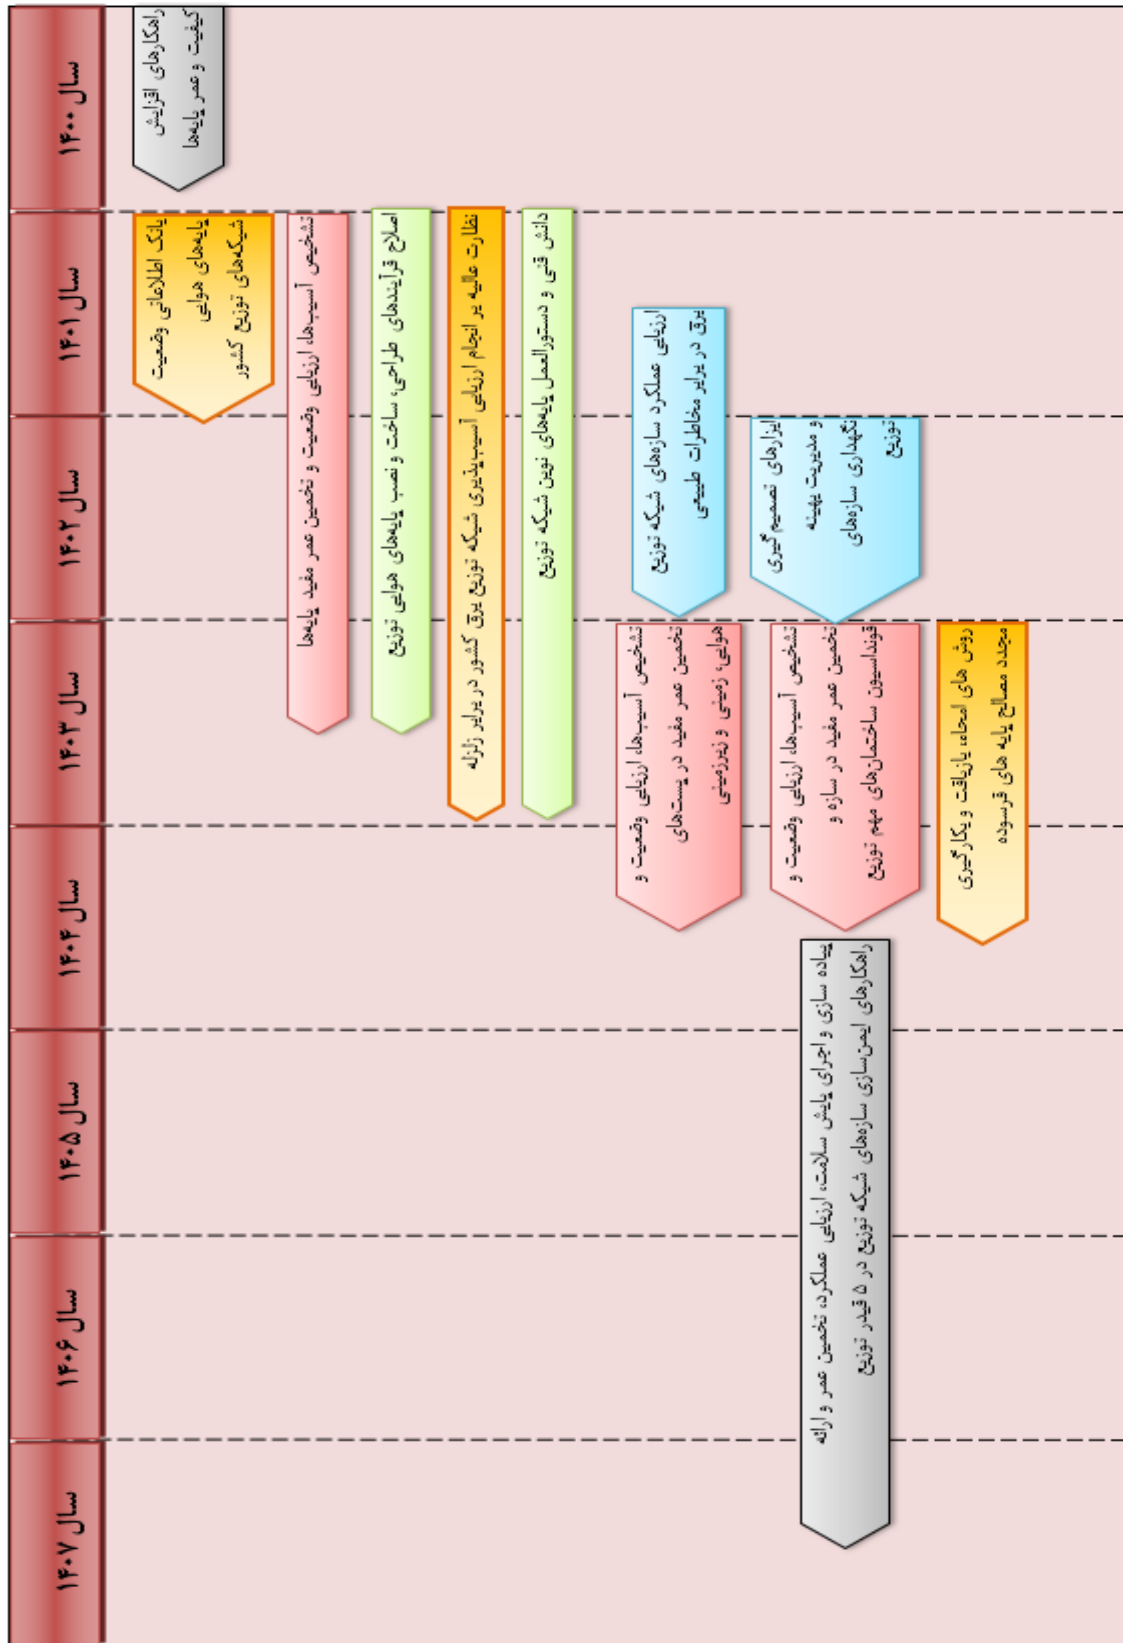 سال ۱۴۰۰
سال ۱۴۰۱
سال ۱۴۰۲
سال ۱۴۰۳
سال ۱۴۰۴
سال ۱۴۰۵
سال ۱۴۰۶
سال ۱۴۰۷
راهکارهای افزایش
کیفیت و عمر پایه‌ها
بانک اطلاعاتی وضعیت
پایه‌های هوایی
شبکه‌های توزیع کشور
تشخیص آسیب‌ها، ارزیابی وضعیت و تخمین عمر مفید پایه‌ها
اصلاح فرآیندهای طراحی، ساخت و نصب پایه‌های هوایی توزیع
نظارت عالیه بر انجام ارزیابی آسیب‌پذیری شبکه توزیع برق کشور در برابر زلزله
دانش فنی و دستورالعمل پایه‌های نوین شبکه توزیع
ارزیابی عملکرد سازه‌های شبکه توزیع
برق در برابر مخاطرات طبیعی
ابزارهای تصمیم گیری
و مدیریت بهینه
نگهداری سازه‌های
توزیع
تشخیص آسیب‌ها، ارزیابی وضعیت و
تخمین عمر مفید در پست‌های
هوایی، زمینی و زیرزمینی
تشخیص آسیب‌ها، ارزیابی وضعیت و
تخمین عمر مفید در سازه و
فونداسیون ساختمان‌های مهم توزیع
روش های امحاء، بازیافت و بکارگیری
مجدد مصالح پایه های فرسوده
پیاده سازی و اجرای پایش سلامت، ارزیابی عملکرد، تخمین عمر و ارائه
راهکارهای ایمن‌سازی سازه‌های شبکه توزیع در ۵ فیدر توزیع